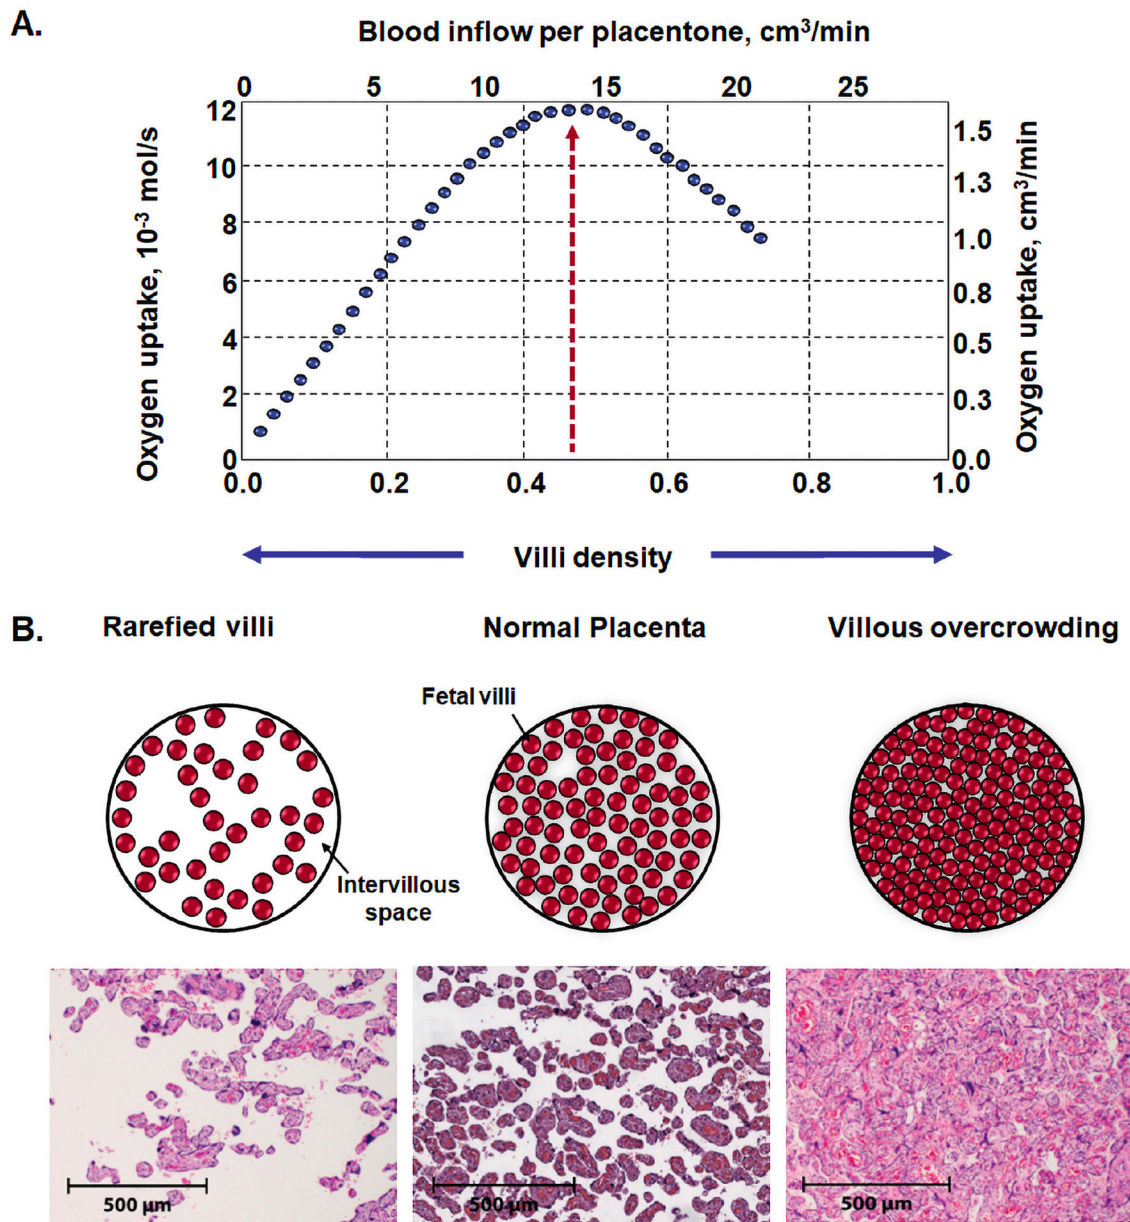 A.
Blood inflow per placentone, cm³/min
0 5 10 15 20 25
Oxygen uptake, 10⁻³ mol/s
12
10
8
6
4
2
0
1.5
1.3
1.0
0.8
0.5
0.3
0.0
Oxygen uptake, cm³/min
0.0 0.2 0.4 0.6 0.8 1.0
Villi density
B.
Rarefied villi
Normal Placenta
Villous overcrowding
Fetal villi
Intervillous
space
500 µm
500 µm
500 µm